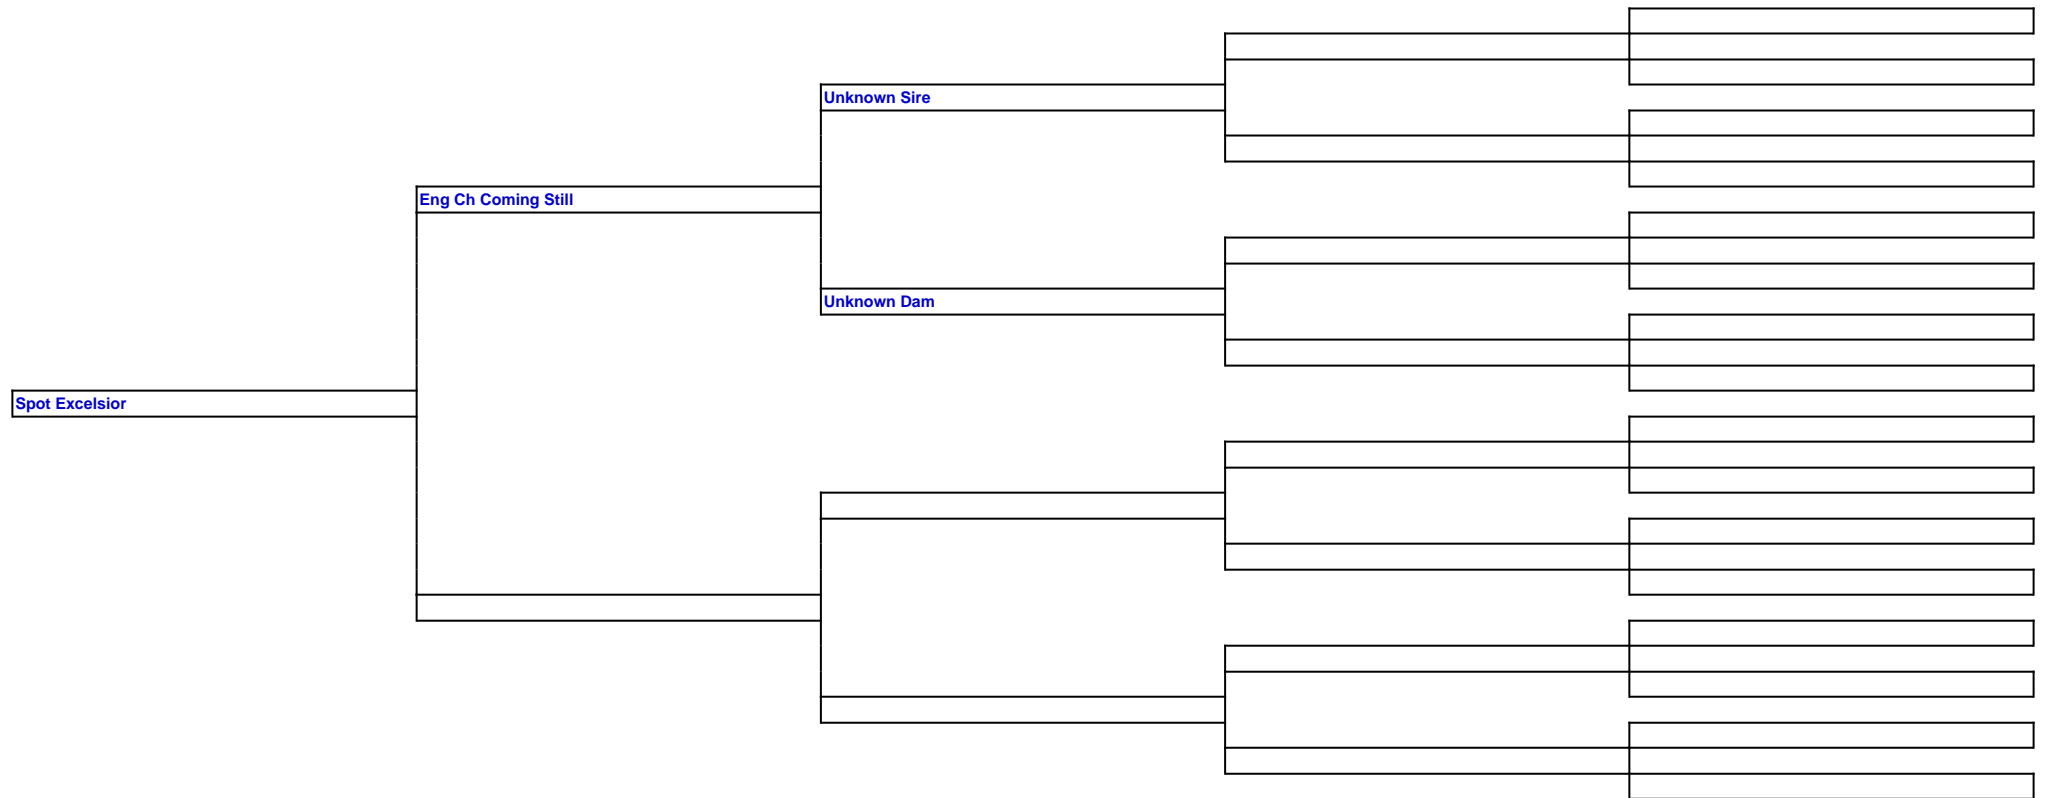 Unknown Sire
Eng Ch Coming Still
Unknown Dam
Spot Excelsior